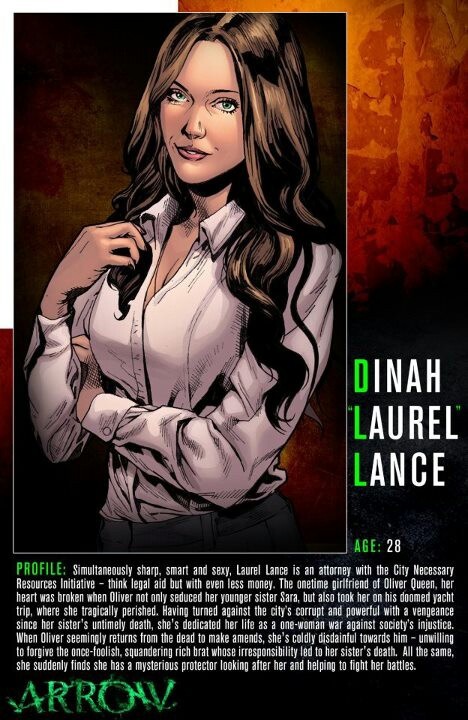 DINAH
"LAUREL"
LANCE
AGE: 28
PROFILE: Simultaneously sharp, smart and sexy, Laurel Lance is an attorney with the City Necessary
Resources Initiative – think legal aid but with even less money. The onetime girlfriend of Oliver Queen, her
heart was broken when Oliver not only seduced her younger sister Sara, but also took her on his doomed yacht
trip, where she tragically perished. Having turned against the city's corrupt and powerful with a vengeance
since her sister's untimely death, she's dedicated her life as a one-woman war against society's injustice.
When Oliver seemingly returns from the dead to make amends, she's coldly disdainful towards him – unwilling
to forgive the once-foolish, squandering rich brat whose irresponsibility led to her sister's death. All the same,
she suddenly finds she has a mysterious protector looking after her and helping to fight her battles.
ARROW